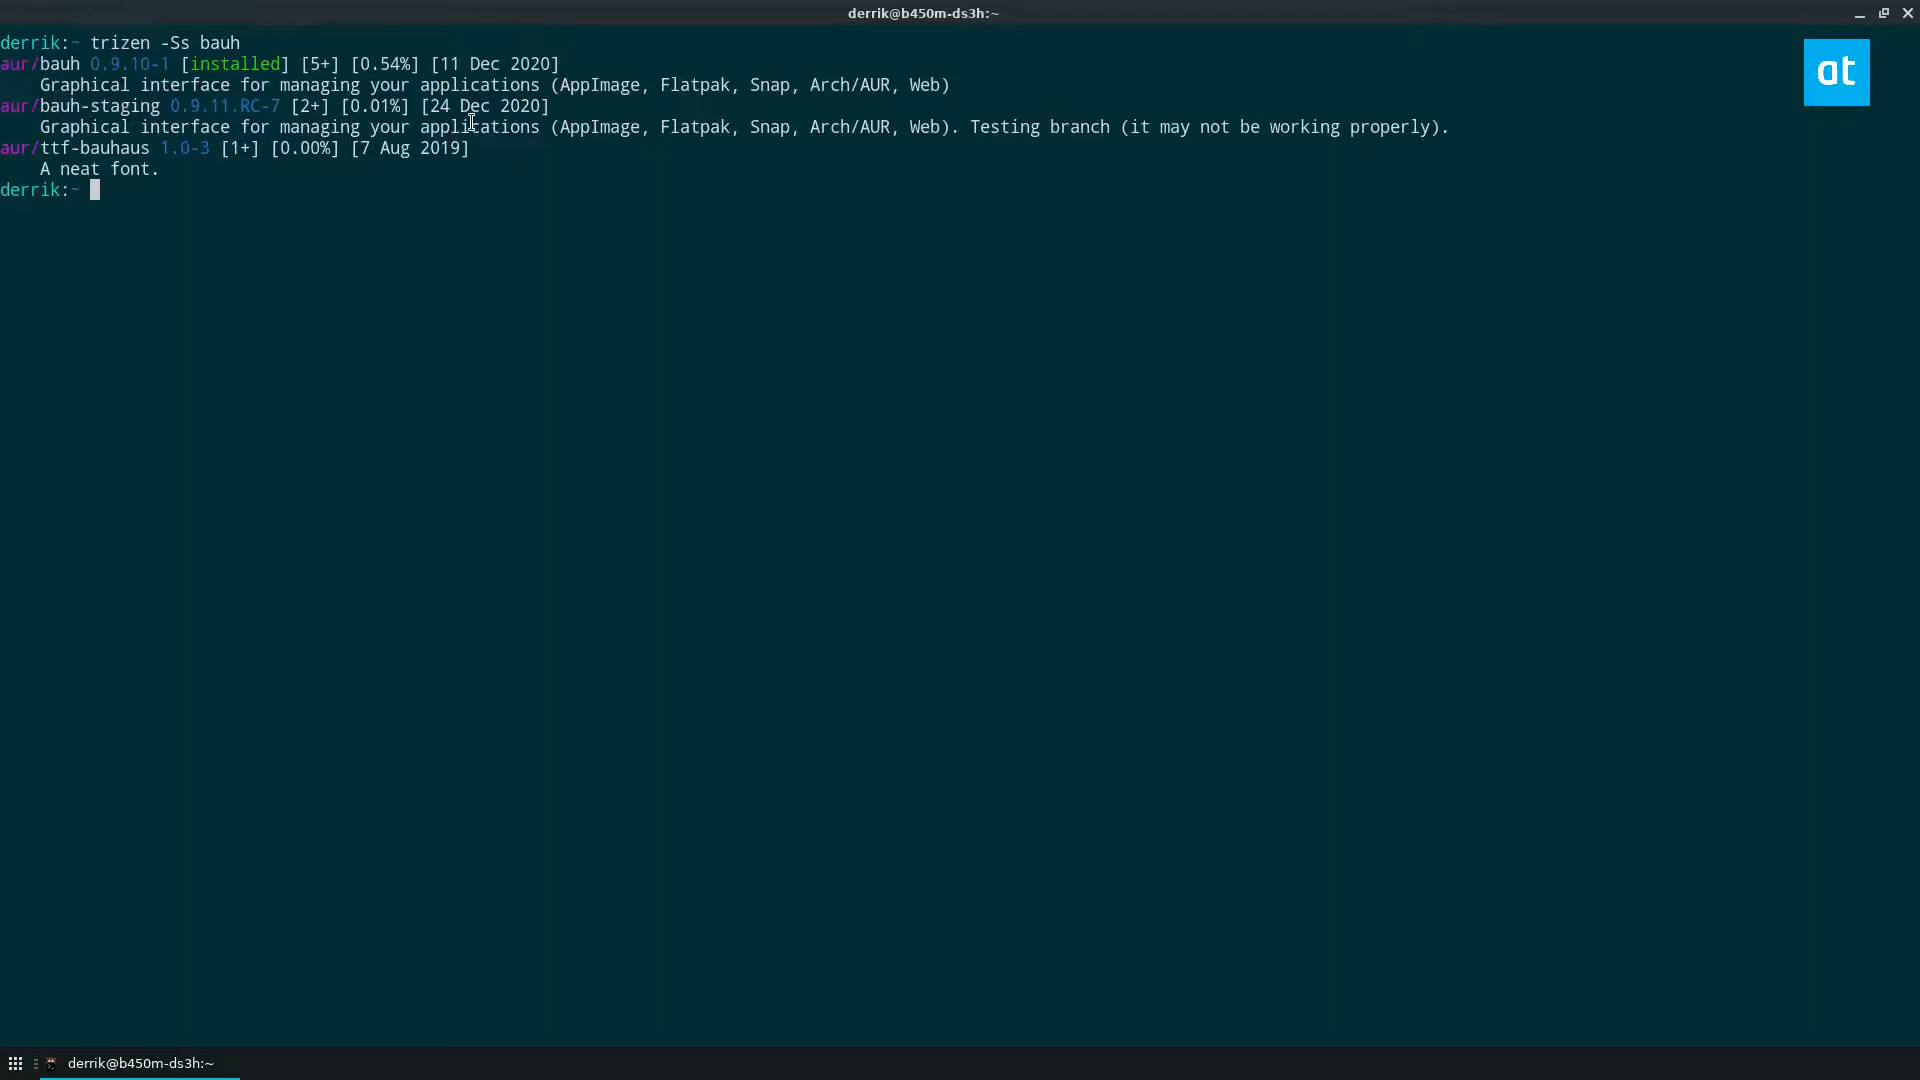 derrik@b450m-ds3h:~
derrik:~ trizen -Ss bauh
aur/bauh 0.9.10-1 [installed] [5+] [0.54%] [11 Dec 2020]
    Graphical interface for managing your applications (AppImage, Flatpak, Snap, Arch/AUR, Web)
aur/bauh-staging 0.9.11.RC-7 [2+] [0.01%] [24 Dec 2020]
    Graphical interface for managing your applications (AppImage, Flatpak, Snap, Arch/AUR, Web). Testing branch (it may not be working properly).
aur/ttf-bauhaus 1.0-3 [1+] [0.00%] [7 Aug 2019]
    A neat font.
derrik:~
at
derrik@b450m-ds3h:~